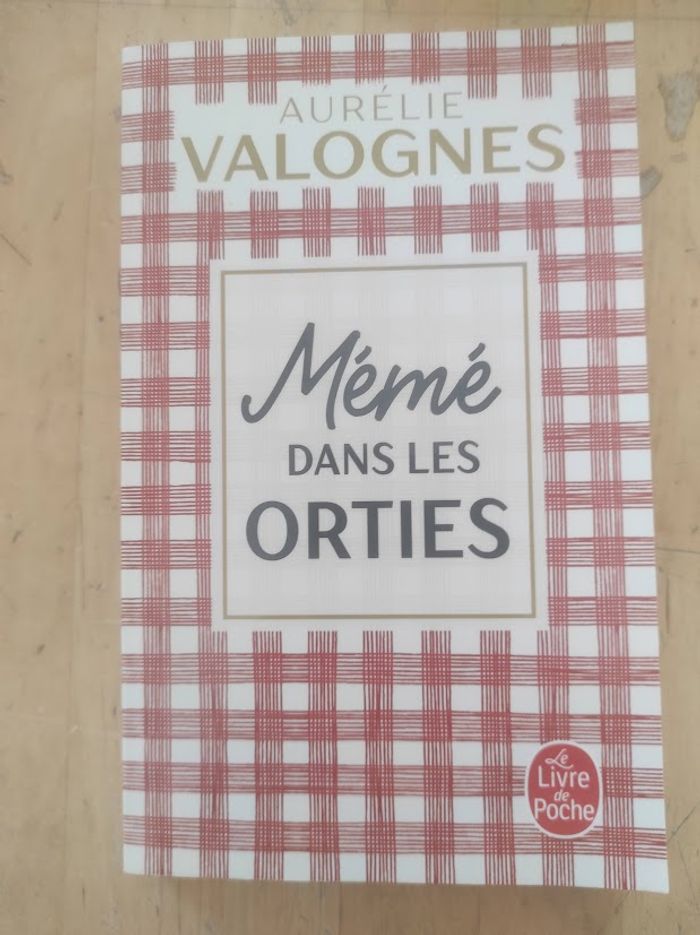 AURÉLIE
VALOGNES
Mémé
DANS LES
ORTIES
Le
Livre
de
Poche